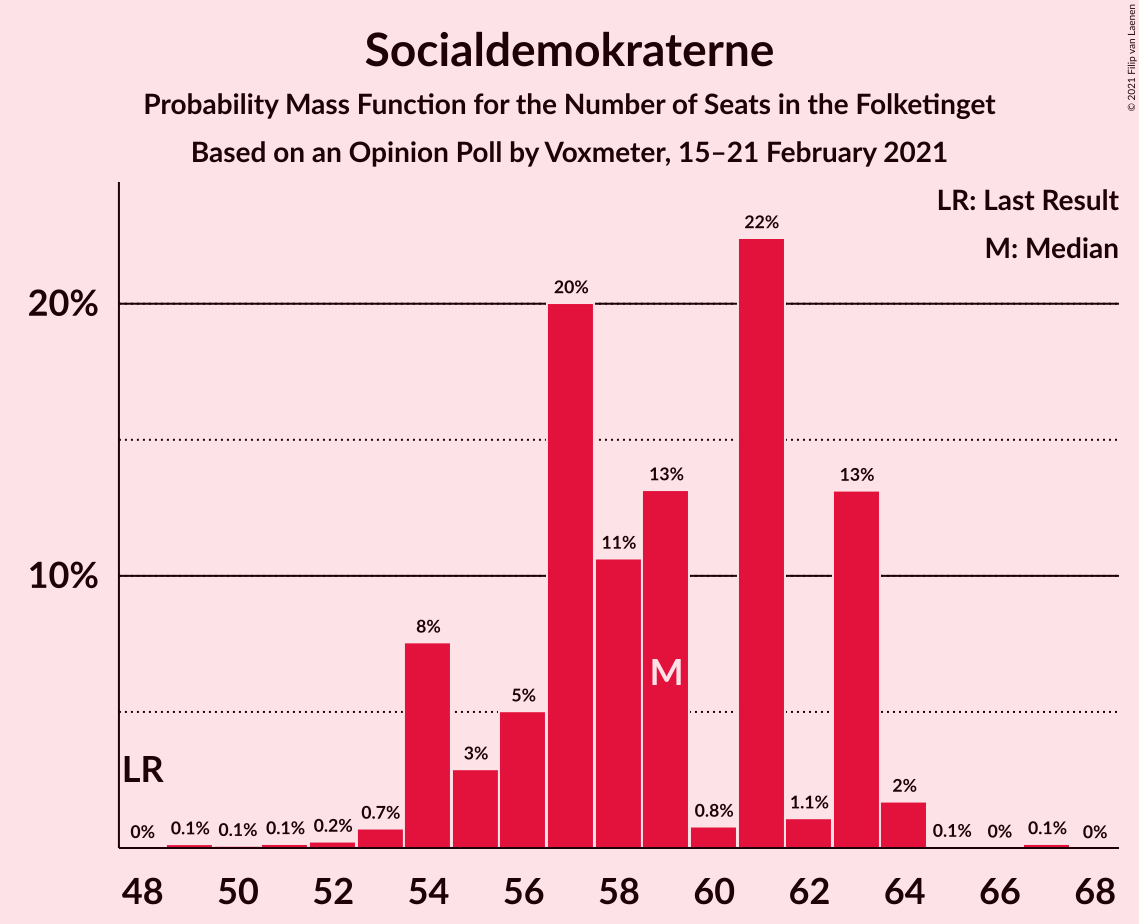 Socialdemokraterne
Probability Mass Function for the Number of Seats in the Folketinget
Based on an Opinion Poll by Voxmeter, 15–21 February 2021
© 2021 Filip van Laenen
LR: Last Result
M: Median
22%
20%
20%
13%
13%
11%
10%
8%
M
5%
3%
LR
2%
0%
0.1%
0.1%
0.1%
0.2%
0.7%
0.8%
1.1%
0.1%
0%
0.1%
0%
48 50 52 54 56 58 60 62 64 66 68